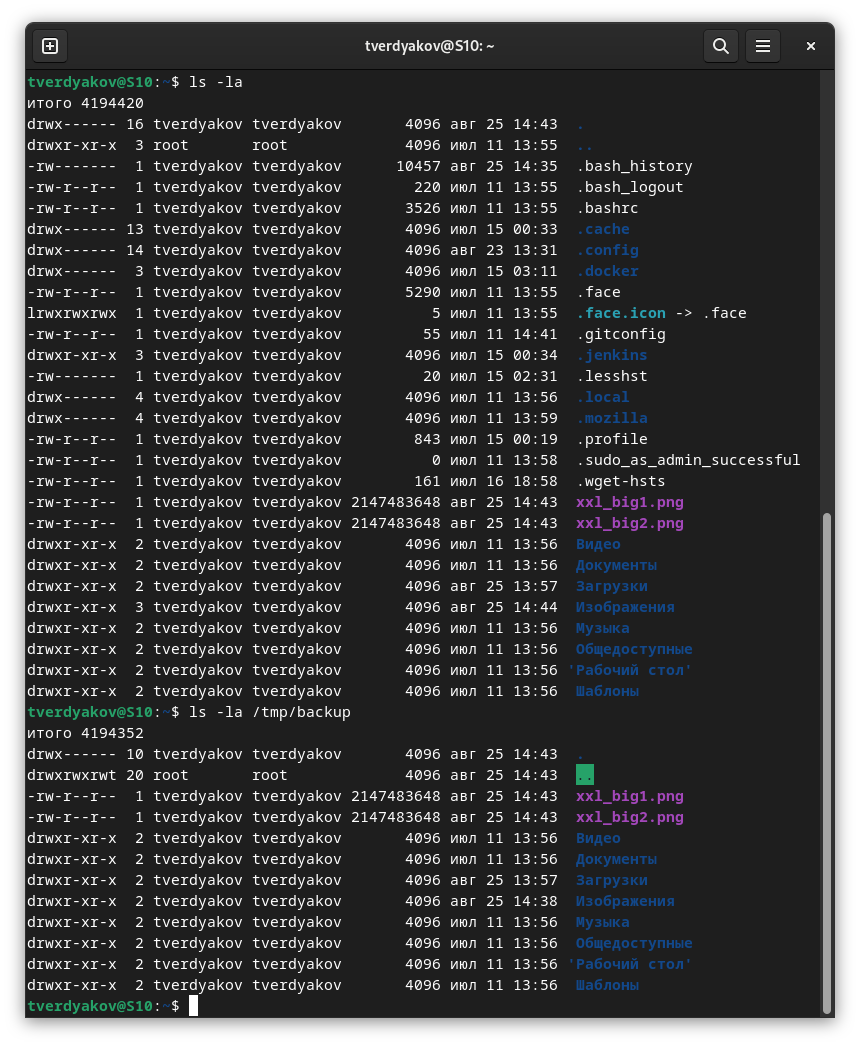 tverdyakov@S10: ~
tverdyakov@S10:~$ ls -la
итого 4194420
drwx------ 16 tverdyakov tverdyakov       4096 авг 25 14:43  .
drwxr-xr-x  3 root       root             4096 июл 11 13:55  ..
-rw-------  1 tverdyakov tverdyakov      10457 авг 25 14:35  .bash_history
-rw-r--r--  1 tverdyakov tverdyakov        220 июл 11 13:55  .bash_logout
-rw-r--r--  1 tverdyakov tverdyakov       3526 июл 11 13:55  .bashrc
drwx------ 13 tverdyakov tverdyakov       4096 июл 15 00:33  .cache
drwx------ 14 tverdyakov tverdyakov       4096 авг 23 13:31  .config
drwx------  3 tverdyakov tverdyakov       4096 июл 15 03:11  .docker
-rw-r--r--  1 tverdyakov tverdyakov       5290 июл 11 13:55  .face
lrwxrwxrwx  1 tverdyakov tverdyakov          5 июл 11 13:55  .face.icon -> .face
-rw-r--r--  1 tverdyakov tverdyakov         55 июл 11 14:41  .gitconfig
drwxr-xr-x  3 tverdyakov tverdyakov       4096 июл 15 00:34  .jenkins
-rw-------  1 tverdyakov tverdyakov         20 июл 15 02:31  .lesshst
drwx------  4 tverdyakov tverdyakov       4096 июл 11 13:56  .local
drwx------  4 tverdyakov tverdyakov       4096 июл 11 13:59  .mozilla
-rw-r--r--  1 tverdyakov tverdyakov        843 июл 15 00:19  .profile
-rw-r--r--  1 tverdyakov tverdyakov          0 июл 11 13:58  .sudo_as_admin_successful
-rw-r--r--  1 tverdyakov tverdyakov        161 июл 16 18:58  .wget-hsts
-rw-r--r--  1 tverdyakov tverdyakov 2147483648 авг 25 14:43  xxl_big1.png
-rw-r--r--  1 tverdyakov tverdyakov 2147483648 авг 25 14:43  xxl_big2.png
drwxr-xr-x  2 tverdyakov tverdyakov       4096 июл 11 13:56  Видео
drwxr-xr-x  2 tverdyakov tverdyakov       4096 июл 11 13:56  Документы
drwxr-xr-x  2 tverdyakov tverdyakov       4096 авг 25 13:57  Загрузки
drwxr-xr-x  3 tverdyakov tverdyakov       4096 авг 25 14:44  Изображения
drwxr-xr-x  2 tverdyakov tverdyakov       4096 июл 11 13:56  Музыка
drwxr-xr-x  2 tverdyakov tverdyakov       4096 июл 11 13:56  Общедоступные
drwxr-xr-x  2 tverdyakov tverdyakov       4096 июл 11 13:56 'Рабочий стол'
drwxr-xr-x  2 tverdyakov tverdyakov       4096 июл 11 13:56  Шаблоны
tverdyakov@S10:~$ ls -la /tmp/backup
итого 4194352
drwx------ 10 tverdyakov tverdyakov       4096 авг 25 14:43  .
drwxrwxrwt 20 root       root             4096 авг 25 14:43  ..
-rw-r--r--  1 tverdyakov tverdyakov 2147483648 авг 25 14:43  xxl_big1.png
-rw-r--r--  1 tverdyakov tverdyakov 2147483648 авг 25 14:43  xxl_big2.png
drwxr-xr-x  2 tverdyakov tverdyakov       4096 июл 11 13:56  Видео
drwxr-xr-x  2 tverdyakov tverdyakov       4096 июл 11 13:56  Документы
drwxr-xr-x  2 tverdyakov tverdyakov       4096 авг 25 13:57  Загрузки
drwxr-xr-x  2 tverdyakov tverdyakov       4096 авг 25 14:38  Изображения
drwxr-xr-x  2 tverdyakov tverdyakov       4096 июл 11 13:56  Музыка
drwxr-xr-x  2 tverdyakov tverdyakov       4096 июл 11 13:56  Общедоступные
drwxr-xr-x  2 tverdyakov tverdyakov       4096 июл 11 13:56 'Рабочий стол'
drwxr-xr-x  2 tverdyakov tverdyakov       4096 июл 11 13:56  Шаблоны
tverdyakov@S10:~$